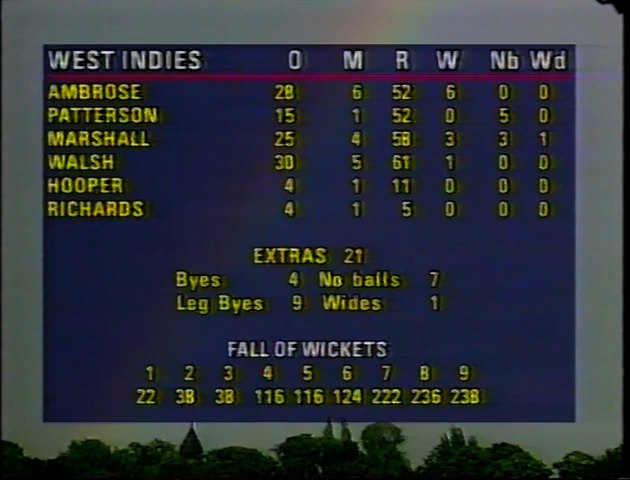 WEST INDIES O M R W Nb Wd
AMBROSE 28 6 52 6 0 0
PATTERSON 15 1 52 0 5 0
MARSHALL 25 4 58 3 3 1
WALSH 30 5 61 1 0 0
HOOPER 4 1 11 0 0 0
RICHARDS 4 1 5 0 0 0
EXTRAS 21
Byes 4 No balls 7
Leg Byes 9 Wides 1
FALL OF WICKETS
1 2 3 4 5 6 7 8 9
22 38 38 116 116 124 222 236 238